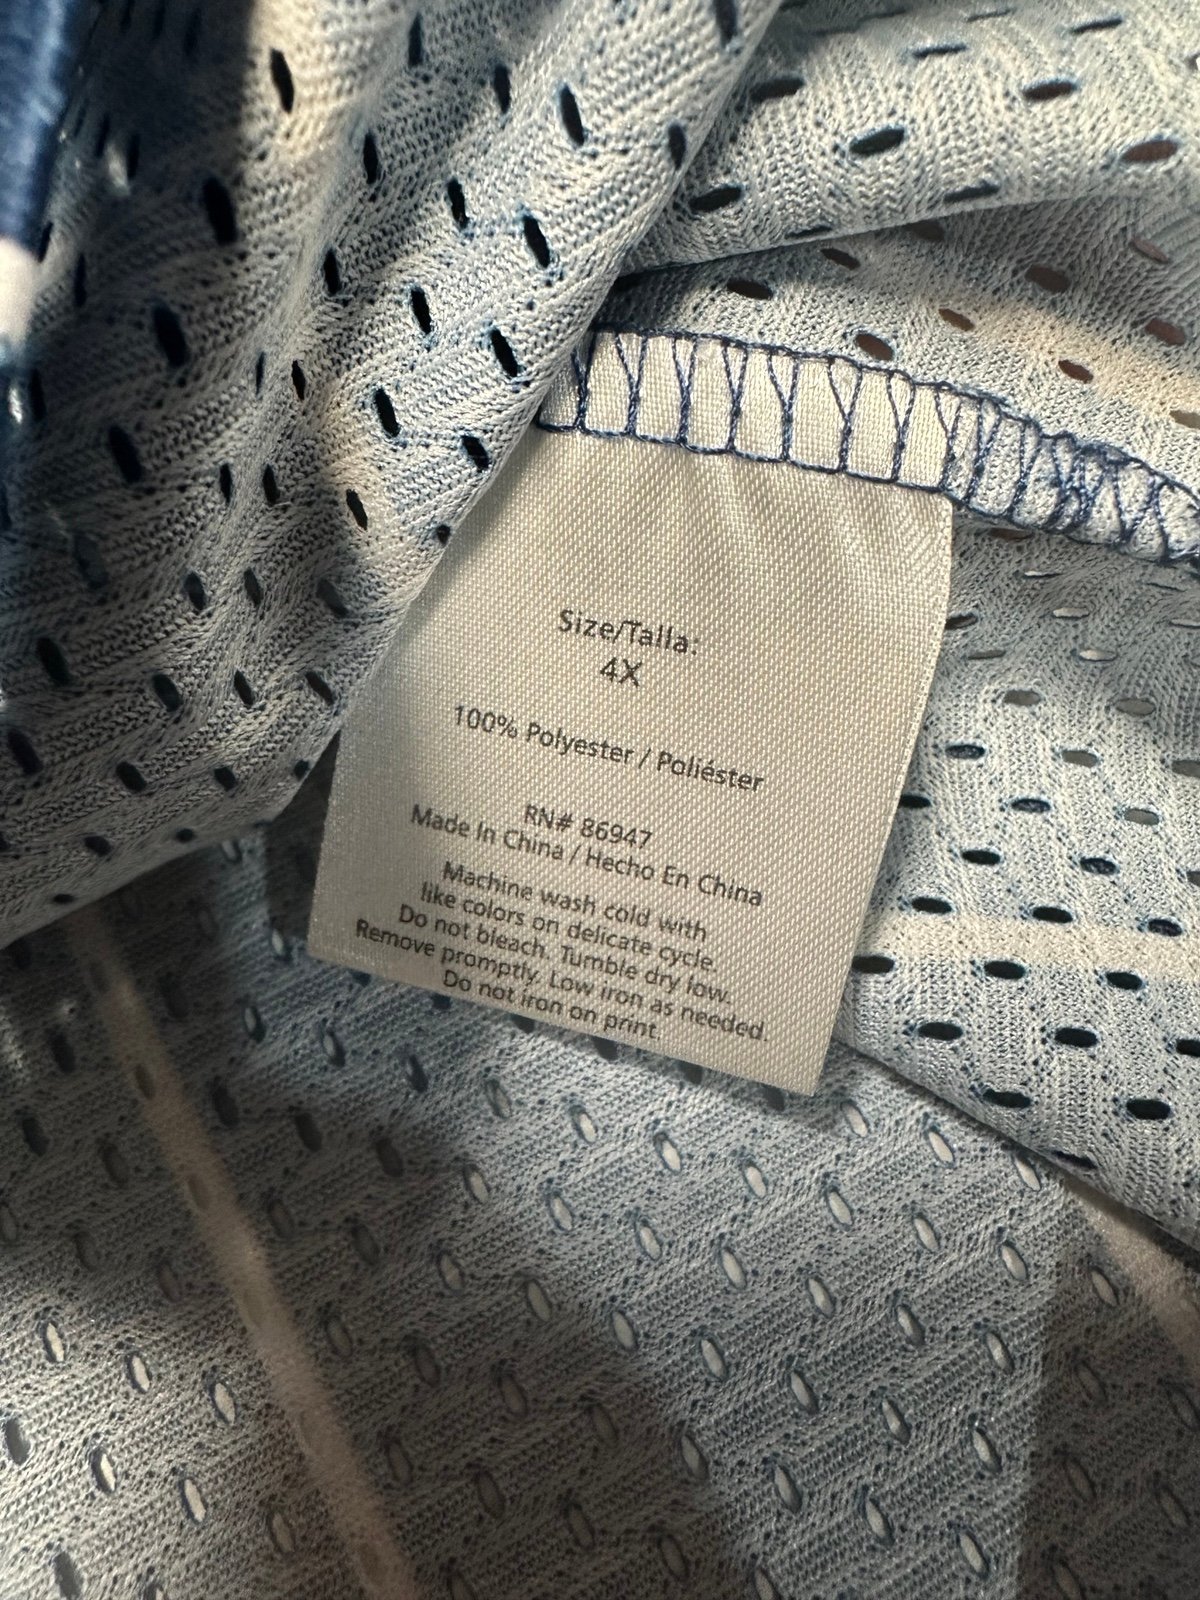 Size/Talla:
4X
100% Polyester / Poliéster
RN# 86947
Made In China / Hecho En China
Machine wash cold with
like colors on delicate cycle.
Do not bleach. Tumble dry low.
Remove promptly. Low iron as needed.
Do not iron on print.